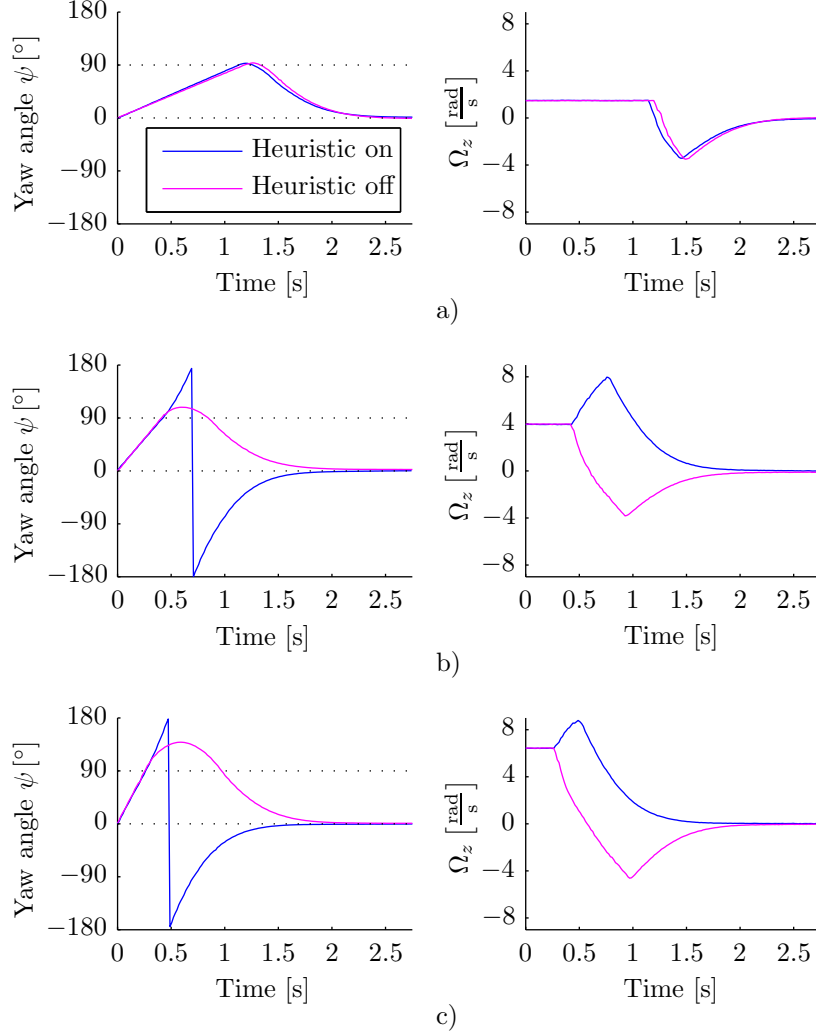 180
90
0
−90
−180
Yaw angle ψ [°]
Heuristic on
Heuristic off
0 0.5 1 1.5 2 2.5
Time [s]
8
4
0
−4
−8
Ω_z [rad/s]
0 0.5 1 1.5 2 2.5
Time [s]
a)
180
90
0
−90
−180
Yaw angle ψ [°]
0 0.5 1 1.5 2 2.5
Time [s]
8
4
0
−4
−8
Ω_z [rad/s]
0 0.5 1 1.5 2 2.5
Time [s]
b)
180
90
0
−90
−180
Yaw angle ψ [°]
0 0.5 1 1.5 2 2.5
Time [s]
8
4
0
−4
−8
Ω_z [rad/s]
0 0.5 1 1.5 2 2.5
Time [s]
c)